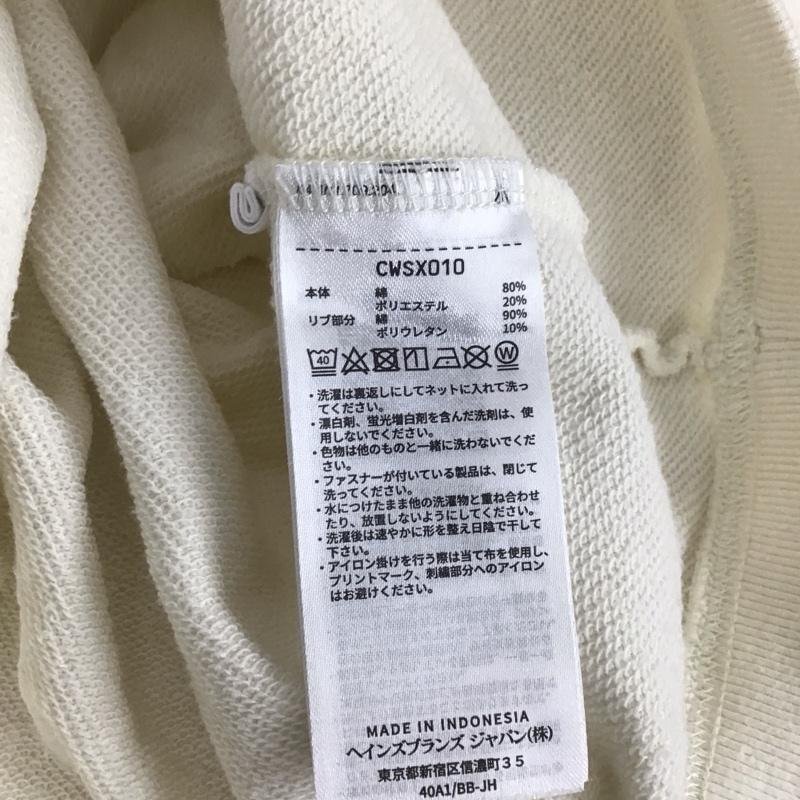 CWSX010
本体 綿 80%
ポリエステル 20%
リブ部分 綿 90%
ポリウレタン 10%
40 W
・洗濯は裏返しにしてネットに入れて洗っ
てください。
・漂白剤、蛍光増白剤を含んだ洗剤は、使
用しないでください。
・色物は他のものと一緒に洗わないでくだ
さい。
・ファスナーが付いている製品は、閉じて
洗ってください。
・水につけたまま他の洗濯物と重ね合わせ
たり、放置しないようにしてください。
・洗濯後は速やかに形を整え日陰で干して
下さい。
・アイロン掛けを行う際は当て布を使用し、
プリントマーク、刺繍部分へのアイロン
はお避けください。
MADE IN INDONESIA
ヘインズブランズ ジャパン(株)
東京都新宿区信濃町35
40A1/BB-JH